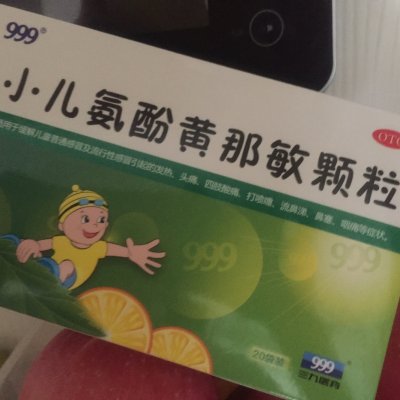 999®
小儿氨酚黄那敏颗粒
OTC
适用于缓解儿童普通感冒及流行性感冒引起的发热、头痛、四肢酸痛、打喷嚏、流鼻涕、鼻塞、咽痛等症状。
999
999
20袋装
999
三九医药